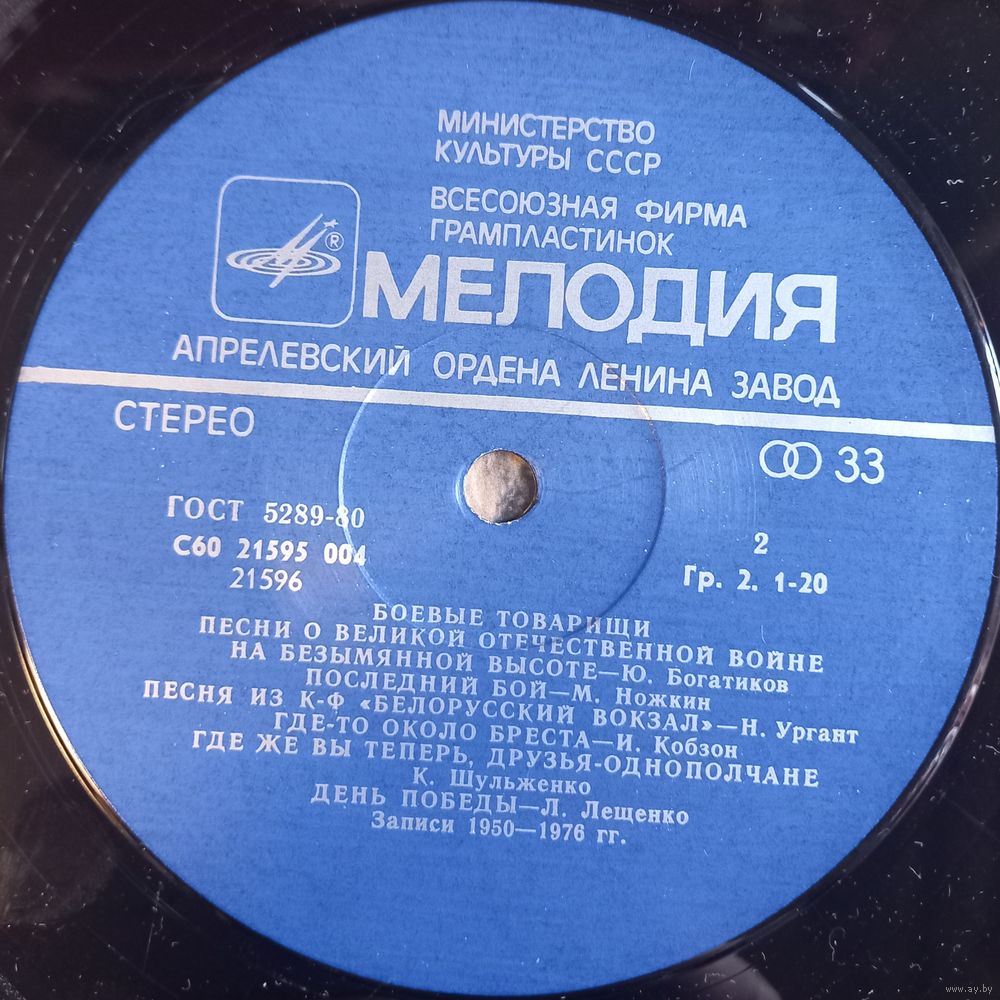 МИНИСТЕРСТВО
КУЛЬТУРЫ СССР
ВСЕСОЮЗНАЯ ФИРМА
ГРАМПЛАСТИНОК
®
МЕЛОДИЯ
АПРЕЛЕВСКИЙ ОРДЕНА ЛЕНИНА ЗАВОД
СТЕРЕО
33
ГОСТ 5289-80
С60 21595 004
21596
2
Гр. 2. 1-20
БОЕВЫЕ ТОВАРИЩИ
ПЕСНИ О ВЕЛИКОЙ ОТЕЧЕСТВЕННОЙ ВОЙНЕ
НА БЕЗЫМЯННОЙ ВЫСОТЕ—Ю. Богатиков
ПОСЛЕДНИЙ БОЙ—М. Ножкин
ПЕСНЯ ИЗ К-Ф «БЕЛОРУССКИЙ ВОКЗАЛ»—Н. Ургант
ГДЕ-ТО ОКОЛО БРЕСТА—И. Кобзон
ГДЕ ЖЕ ВЫ ТЕПЕРЬ, ДРУЗЬЯ-ОДНОПОЛЧАНЕ
К. Шульженко
ДЕНЬ ПОБЕДЫ—Л. Лещенко
Записи 1950—1976 гг.
www.ay.by